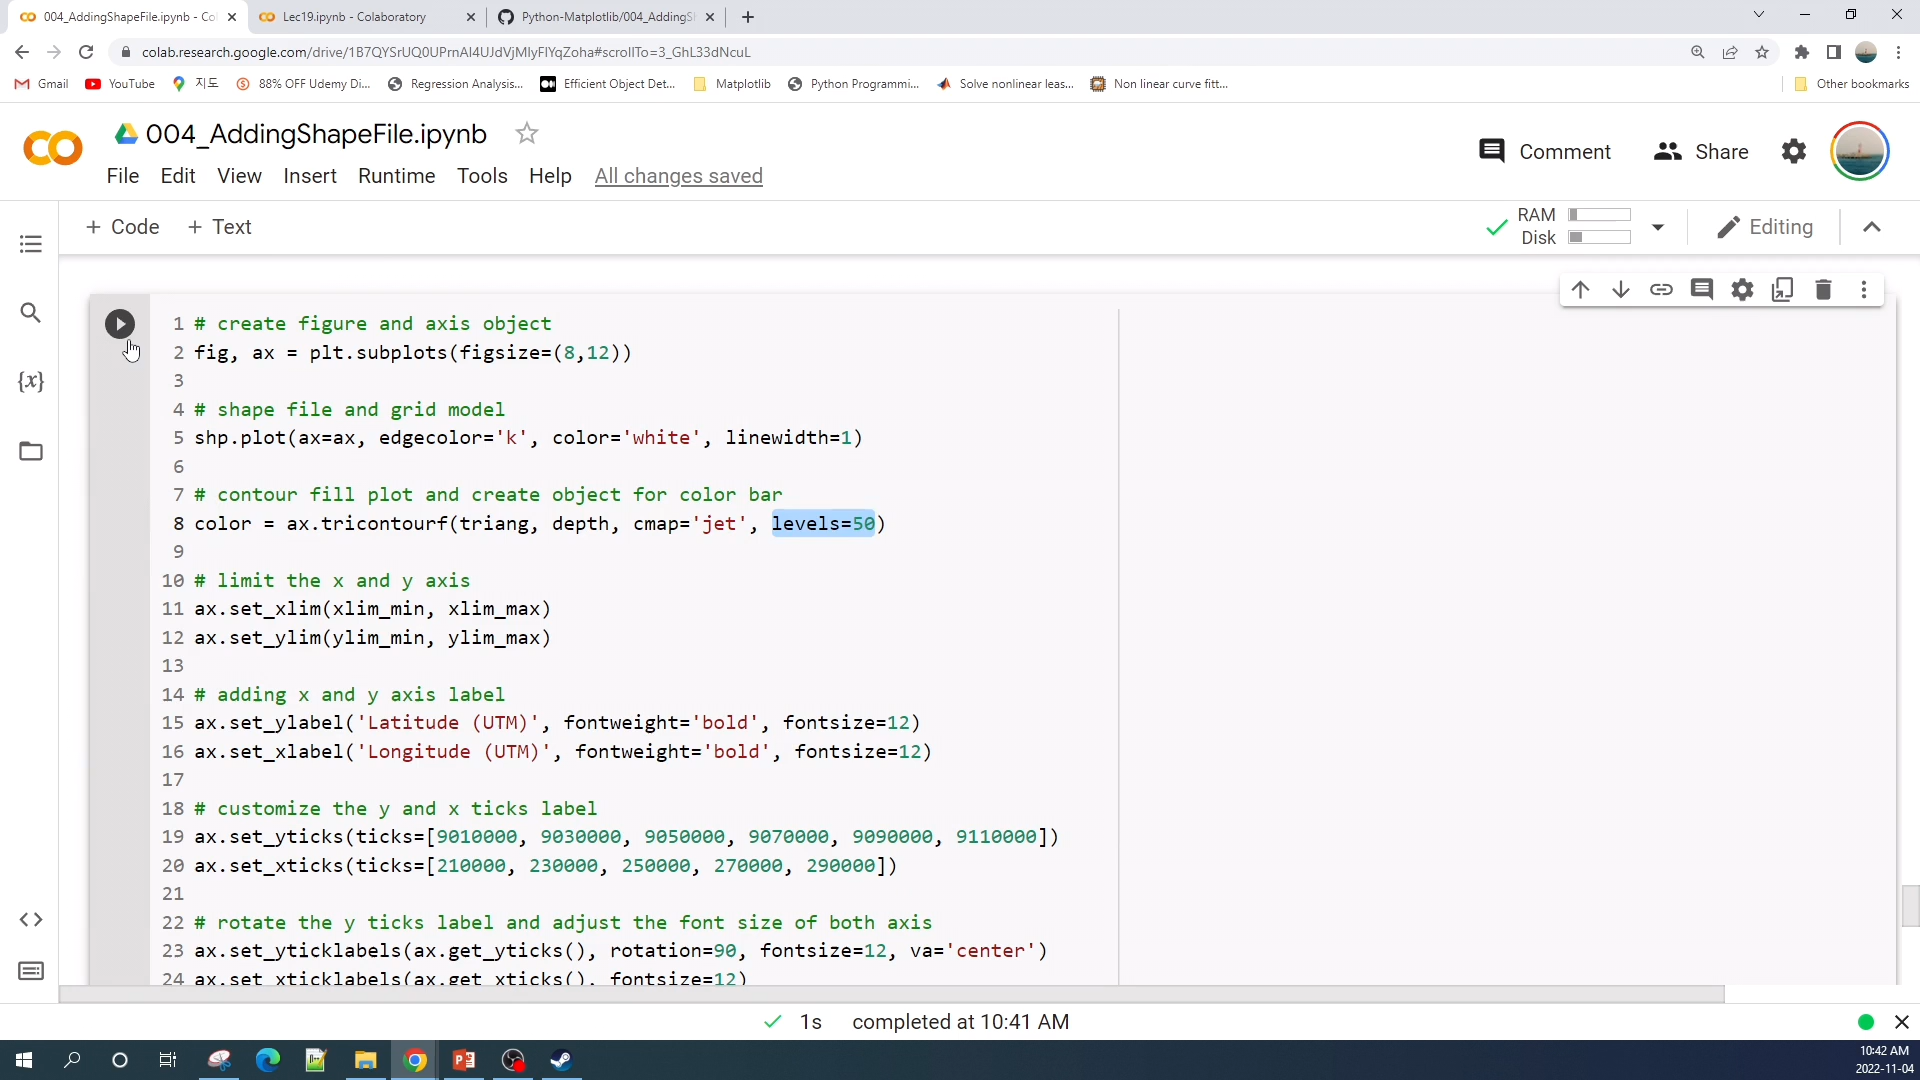 004_AddingShapeFile.ipynb - Co
Lec19.ipynb - Colaboratory
Python-Matplotlib/004_AddingS
colab.research.google.com/drive/1B7QYSrUQ0UPrnAI4UJdVjMIyFIYqZoha#scrollTo=3_GhL33dNcuL
Gmail
YouTube
지도
88% OFF Udemy Di...
Regression Analysis...
Efficient Object Det...
Matplotlib
Python Programmi...
Solve nonlinear leas...
Non linear curve fitt...
Other bookmarks
004_AddingShapeFile.ipynb
Comment
Share
File Edit View Insert Runtime Tools Help All changes saved
+ Code + Text
RAM
Disk
Editing
1 # create figure and axis object
2 fig, ax = plt.subplots(figsize=(8,12))
3
4 # shape file and grid model
5 shp.plot(ax=ax, edgecolor='k', color='white', linewidth=1)
6
7 # contour fill plot and create object for color bar
8 color = ax.tricontourf(triang, depth, cmap='jet', levels=50)
9
10 # limit the x and y axis
11 ax.set_xlim(xlim_min, xlim_max)
12 ax.set_ylim(ylim_min, ylim_max)
13
14 # adding x and y axis label
15 ax.set_ylabel('Latitude (UTM)', fontweight='bold', fontsize=12)
16 ax.set_xlabel('Longitude (UTM)', fontweight='bold', fontsize=12)
17
18 # customize the y and x ticks label
19 ax.set_yticks(ticks=[9010000, 9030000, 9050000, 9070000, 9090000, 9110000])
20 ax.set_xticks(ticks=[210000, 230000, 250000, 270000, 290000])
21
22 # rotate the y ticks label and adjust the font size of both axis
23 ax.set_yticklabels(ax.get_yticks(), rotation=90, fontsize=12, va='center')
24 ax.set_xticklabels(ax.get_xticks(), fontsize=12)
{x}
1s completed at 10:41 AM
10:42 AM
2022-11-04